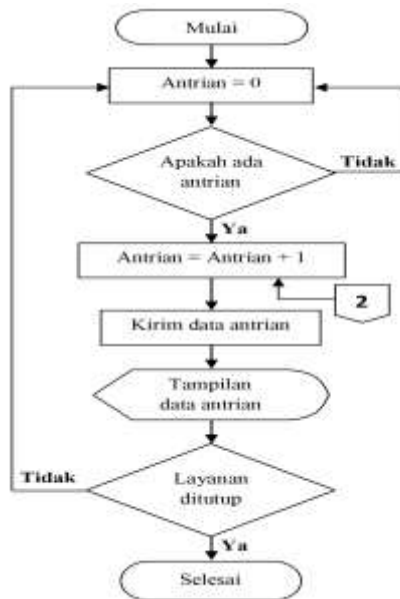 Mulai
Antrian = 0
Apakah ada
antrian
Tidak
Ya
Antrian = Antrian + 1
2
Kirim data antrian
Tampilan
data antrian
Tidak
Layanan
ditutup
Ya
Selesai